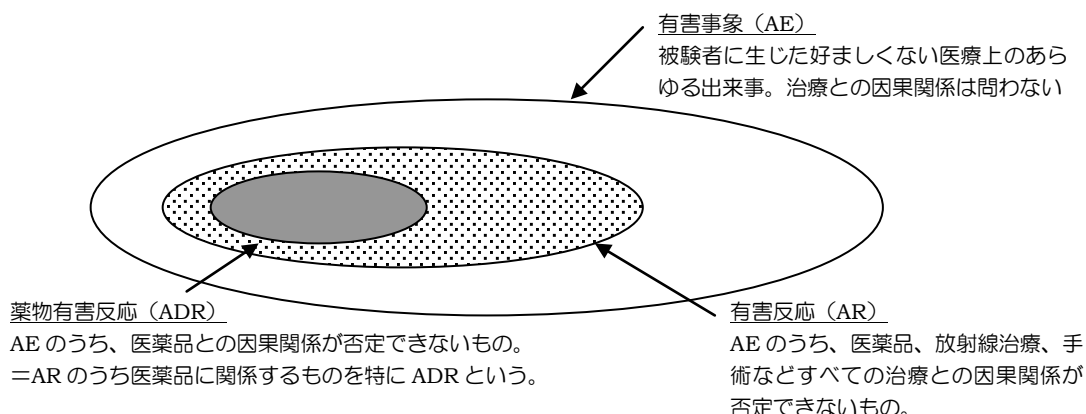 有害事象（AE）
被験者に生じた好ましくない医療上のあら
ゆる出来事。治療との因果関係は問わない
薬物有害反応（ADR）
AE のうち、医薬品との因果関係が否定できないもの。
＝AR のうち医薬品に関係するものを特に ADR という。
有害反応（AR）
AE のうち、医薬品、放射線治療、手
術などすべての治療との因果関係が
否定できないもの。